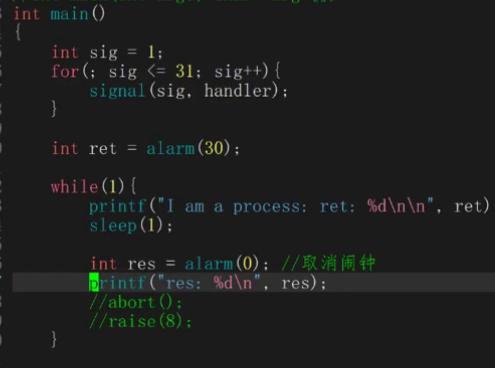 int main()
{
int sig = 1;
for(; sig <= 31; sig++){
signal(sig, handler);
}
int ret = alarm(30);
while(1){
printf("I am a process: ret: %d\n\n", ret)
sleep(1);
int res = alarm(0); //取消闹钟
printf("res: %d\n", res);
//abort();
//raise(8);
}